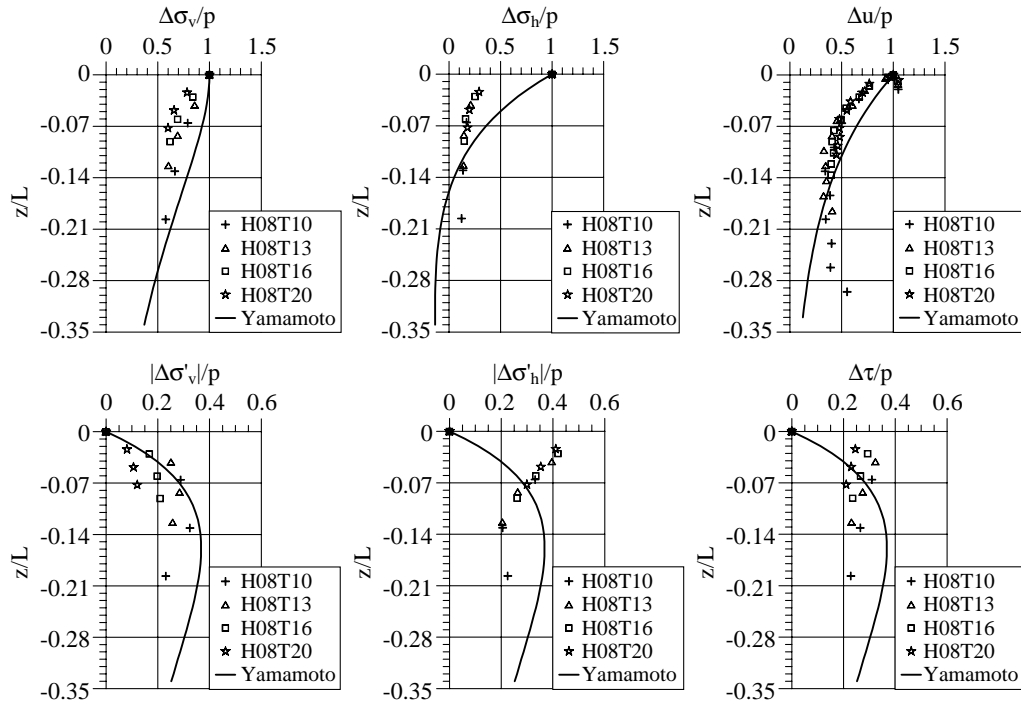 Δσv/p
0 0.5 1 1.5
0
-0.07
-0.14
-0.21
-0.28
-0.35
z/L
H08T10
H08T13
H08T16
H08T20
Yamamoto
Δσh/p
0 0.5 1 1.5
0
-0.07
-0.14
-0.21
-0.28
-0.35
z/L
H08T10
H08T13
H08T16
H08T20
Yamamoto
Δu/p
0 0.5 1 1.5
0
-0.07
-0.14
-0.21
-0.28
-0.35
z/L
H08T10
H08T13
H08T16
H08T20
Yamamoto
|Δσ'v|/p
0 0.2 0.4 0.6
0
-0.07
-0.14
-0.21
-0.28
-0.35
z/L
H08T10
H08T13
H08T16
H08T20
Yamamoto
|Δσ'h|/p
0 0.2 0.4 0.6
0
-0.07
-0.14
-0.21
-0.28
-0.35
z/L
H08T10
H08T13
H08T16
H08T20
Yamamoto
Δτ/p
0 0.2 0.4 0.6
0
-0.07
-0.14
-0.21
-0.28
-0.35
z/L
H08T10
H08T13
H08T16
H08T20
Yamamoto